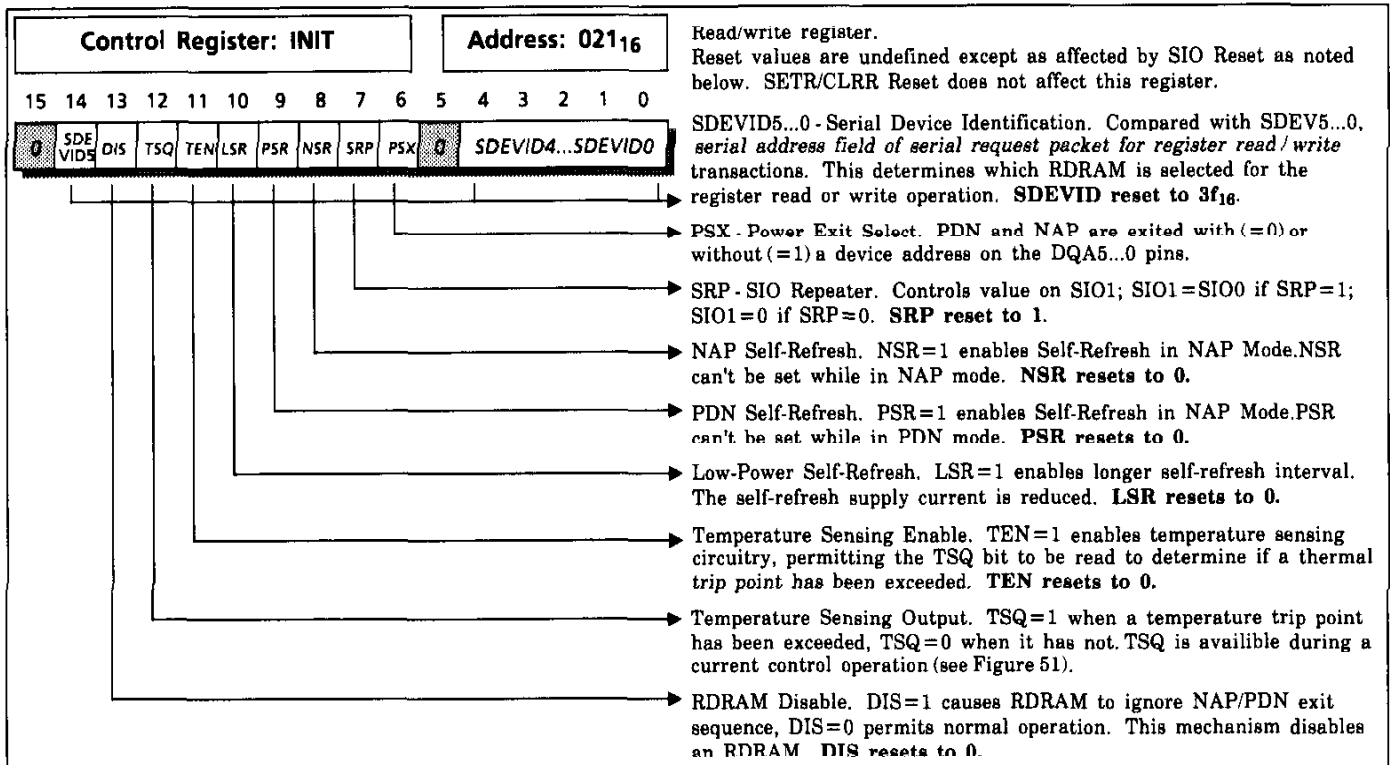 Control Register: INIT
Address: 021₁₆
15 14 13 12 11 10 9 8 7 6 5 4 3 2 1 0
0 SDE VID5 DIS TSQ TEN LSR PSR NSR SRP PSX 0 SDEVID4...SDEVID0
Read/write register.
Reset values are undefined except as affected by SIO Reset as noted
below. SETR/CLRR Reset does not affect this register.
SDEVID5...0 - Serial Device Identification. Compared with SDEV5...0,
serial address field of serial request packet for register read / write
transactions. This determines which RDRAM is selected for the
register read or write operation. SDEVID reset to 3f₁₆.
PSX - Power Exit Select. PDN and NAP are exited with (=0) or
without (=1) a device address on the DQA5...0 pins.
SRP - SIO Repeater. Controls value on SIO1; SIO1=SIO0 if SRP=1;
SIO1=0 if SRP=0. SRP reset to 1.
NAP Self-Refresh. NSR=1 enables Self-Refresh in NAP Mode.NSR
can't be set while in NAP mode. NSR resets to 0.
PDN Self-Refresh. PSR=1 enables Self-Refresh in NAP Mode.PSR
can't be set while in PDN mode. PSR resets to 0.
Low-Power Self-Refresh. LSR=1 enables longer self-refresh interval.
The self-refresh supply current is reduced. LSR resets to 0.
Temperature Sensing Enable. TEN=1 enables temperature sensing
circuitry, permitting the TSQ bit to be read to determine if a thermal
trip point has been exceeded. TEN resets to 0.
Temperature Sensing Output. TSQ=1 when a temperature trip point
has been exceeded, TSQ=0 when it has not. TSQ is availible during a
current control operation (see Figure 51).
RDRAM Disable. DIS=1 causes RDRAM to ignore NAP/PDN exit
sequence, DIS=0 permits normal operation. This mechanism disables
an RDRAM. DIS resets to 0.